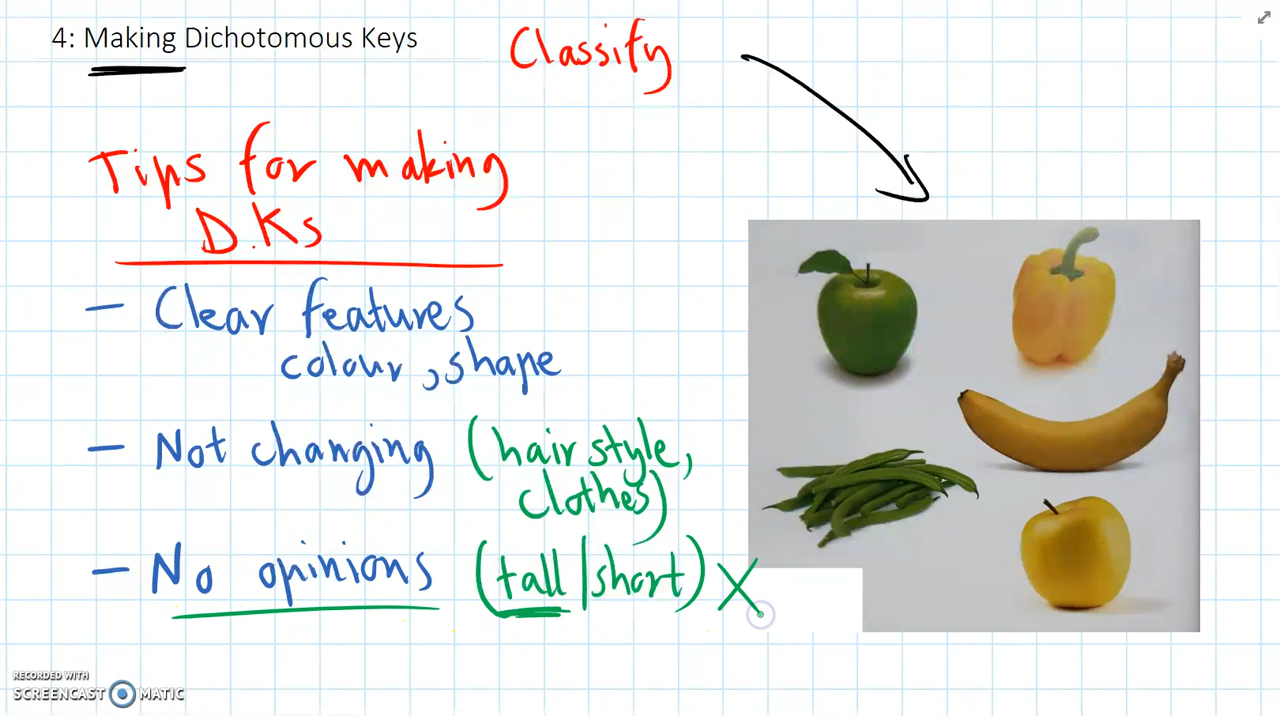 4: Making Dichotomous Keys
Classify
Tips for making
D.Ks
- Clear features
colour, shape
- Not changing (hair style,
clothes)
- No opinions (tall/short) X
RECORDED WITH
SCREENCAST MATIC